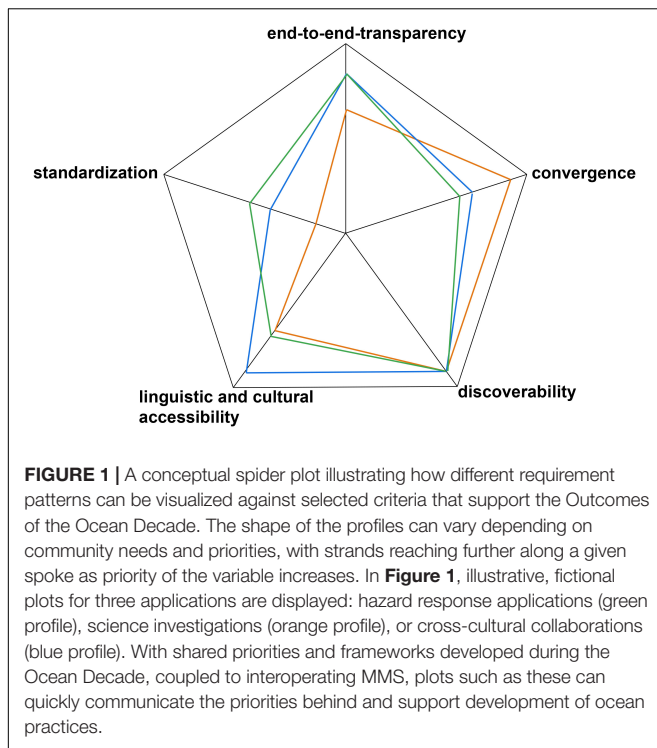 end-to-end-transparency
standardization
convergence
linguistic and cultural
accessibility
discoverability
FIGURE 1 | A conceptual spider plot illustrating how different requirement
patterns can be visualized against selected criteria that support the Outcomes
of the Ocean Decade. The shape of the profiles can vary depending on
community needs and priorities, with strands reaching further along a given
spoke as priority of the variable increases. In Figure 1, illustrative, fictional
plots for three applications are displayed: hazard response applications (green
profile), science investigations (orange profile), or cross-cultural collaborations
(blue profile). With shared priorities and frameworks developed during the
Ocean Decade, coupled to interoperating MMS, plots such as these can
quickly communicate the priorities behind and support development of ocean
practices.